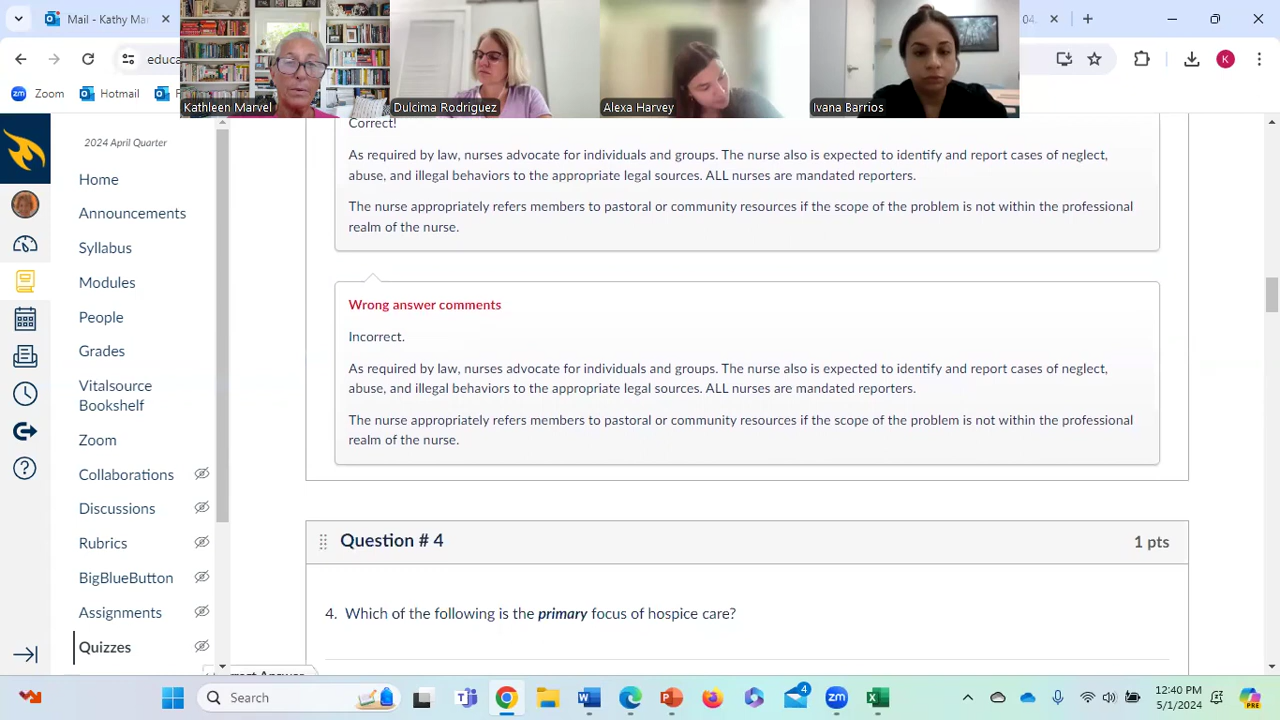 Mail - Kathy Ma
04
educa
K
Zoom
Hotmail
Kathleen Marvel
Dulcima Rodriguez
Alexa Harvey
Ivana Barrios
2024 April Quarter
Home
Announcements
Syllabus
Modules
People
Grades
Vitalsource
Bookshelf
Zoom
Collaborations
Discussions
Rubrics
BigBlueButton
Assignments
Quizzes
Correct!
As required by law, nurses advocate for individuals and groups. The nurse also is expected to identify and report cases of neglect,
abuse, and illegal behaviors to the appropriate legal sources. ALL nurses are mandated reporters.
The nurse appropriately refers members to pastoral or community resources if the scope of the problem is not within the professional
realm of the nurse.
Wrong answer comments
Incorrect.
As required by law, nurses advocate for individuals and groups. The nurse also is expected to identify and report cases of neglect,
abuse, and illegal behaviors to the appropriate legal sources. ALL nurses are mandated reporters.
The nurse appropriately refers members to pastoral or community resources if the scope of the problem is not within the professional
realm of the nurse.
Question # 4
1 pts
4. Which of the following is the primary focus of hospice care?
Search
4
12:40 PM
5/1/2024
PRE